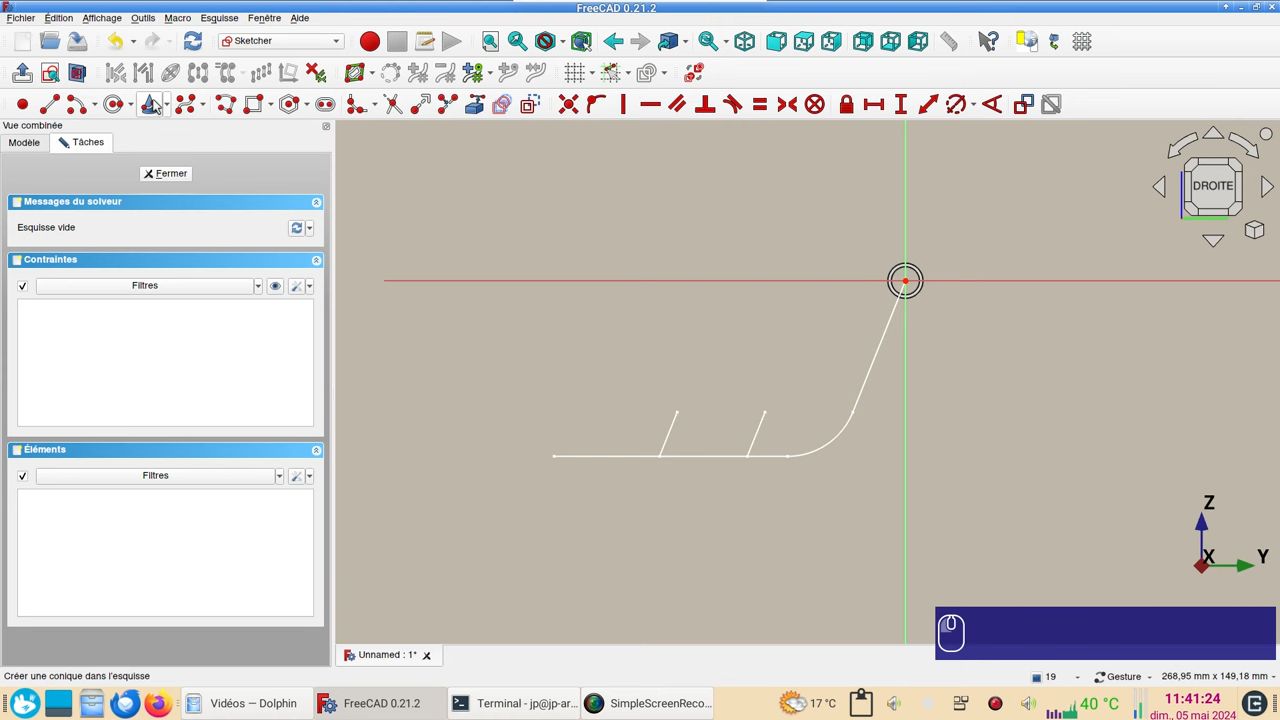 FreeCAD 0.21.2
Fichier Édition Affichage Outils Macro Esquisse Fenêtre Aide
Sketcher
Vue combinée
Modèle Tâches
Fermer
Messages du solveur
Esquisse vide
Contraintes
Filtres
Éléments
Filtres
DROITE
Z
X
Y
Unnamed : 1*
Créer une conique dans l'esquisse
19 Gesture 268,95 mm x 149,18 mm
Vidéos — Dolphin
FreeCAD 0.21.2
Terminal - jp@jp-ar...
SimpleScreenReco...
17 °C
40 °C
11:41:24
dim., 05 mai 2024